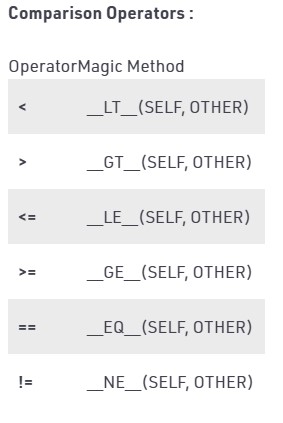 Comparison Operators :
OperatorMagic Method
< __LT__(SELF, OTHER)
> __GT__(SELF, OTHER)
<= __LE__(SELF, OTHER)
>= __GE__(SELF, OTHER)
== __EQ__(SELF, OTHER)
!= __NE__(SELF, OTHER)